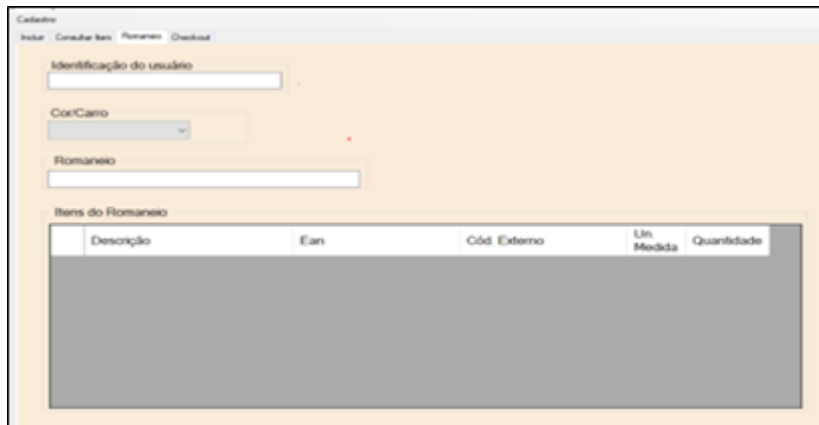 Cadastro
Incluir Consultar Item Romaneio Checkout
Identificação do usuário
Cor/Carro
Romaneio
Itens do Romaneio
Descrição Ean Cód. Externo Un. Medida Quantidade